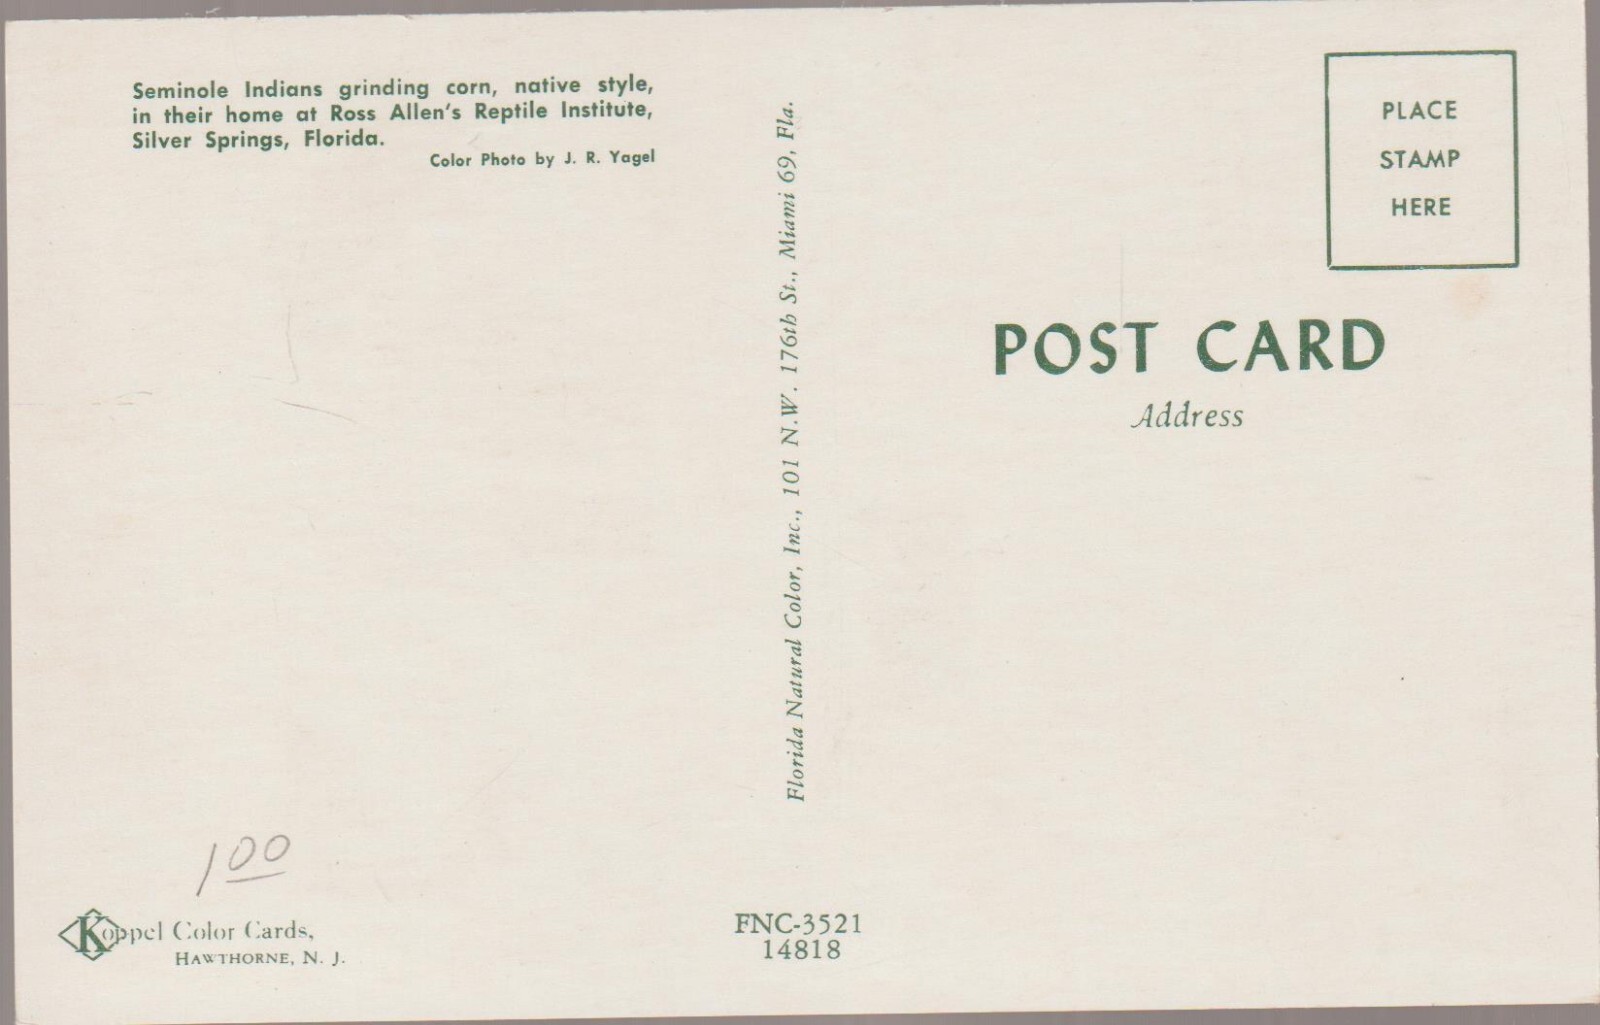 Seminole Indians grinding corn, native style,
in their home at Ross Allen's Reptile Institute,
Silver Springs, Florida.
Color Photo by J. R. Yagel
Florida Natural Color, Inc., 101 N.W. 176th St., Miami 69, Fla.
PLACE
STAMP
HERE
POST CARD
Address
100
Koppel Color Cards,
HAWTHORNE, N. J.
FNC-3521
14818